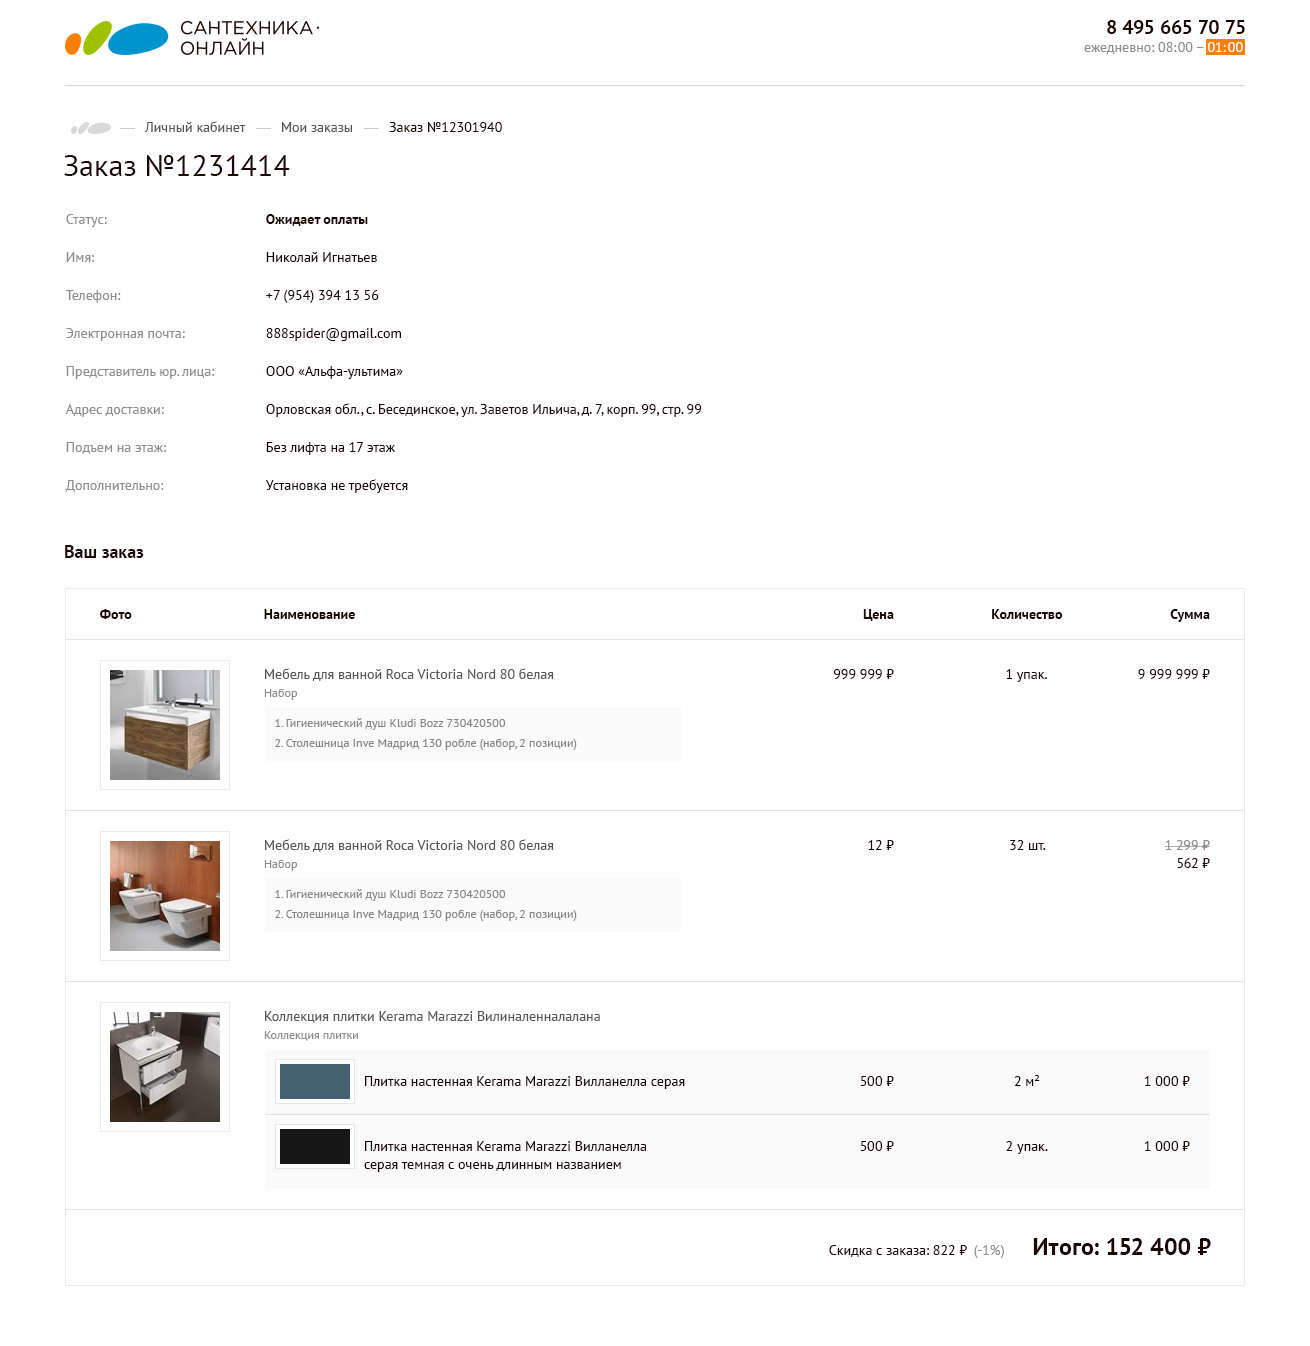 САНТЕХНИКА
ОНЛАЙН
8 495 665 70 75
ежедневно: 08:00 – 01:00
Личный кабинет — Мои заказы — Заказ №12301940
Заказ №1231414
Статус: Ожидает оплаты
Имя: Николай Игнатьев
Телефон: +7 (954) 394 13 56
Электронная почта: 888spider@gmail.com
Представитель юр. лица: ООО «Альфа-ультима»
Адрес доставки: Орловская обл., с. Бесединское, ул. Заветов Ильича, д. 7, корп. 99, стр. 99
Подъем на этаж: Без лифта на 17 этаж
Дополнительно: Установка не требуется
Ваш заказ
Фото Наименование Цена Количество Сумма
Мебель для ванной Roca Victoria Nord 80 белая 999 999 ₽ 1 упак. 9 999 999 ₽
Набор
1. Гигиенический душ Kludi Bozz 730420500
2. Столешница Inve Мадрид 130 робле (набор, 2 позиции)
Мебель для ванной Roca Victoria Nord 80 белая 12 ₽ 32 шт. 1 299 ₽
Набор 562 ₽
1. Гигиенический душ Kludi Bozz 730420500
2. Столешница Inve Мадрид 130 робле (набор, 2 позиции)
Коллекция плитки Kerama Marazzi Вилиналенналалана
Коллекция плитки
Плитка настенная Kerama Marazzi Вилланелла серая 500 ₽ 2 м² 1 000 ₽
Плитка настенная Kerama Marazzi Вилланелла 500 ₽ 2 упак. 1 000 ₽
серая темная с очень длинным названием
Скидка с заказа: 822 ₽ (-1%) Итого: 152 400 ₽